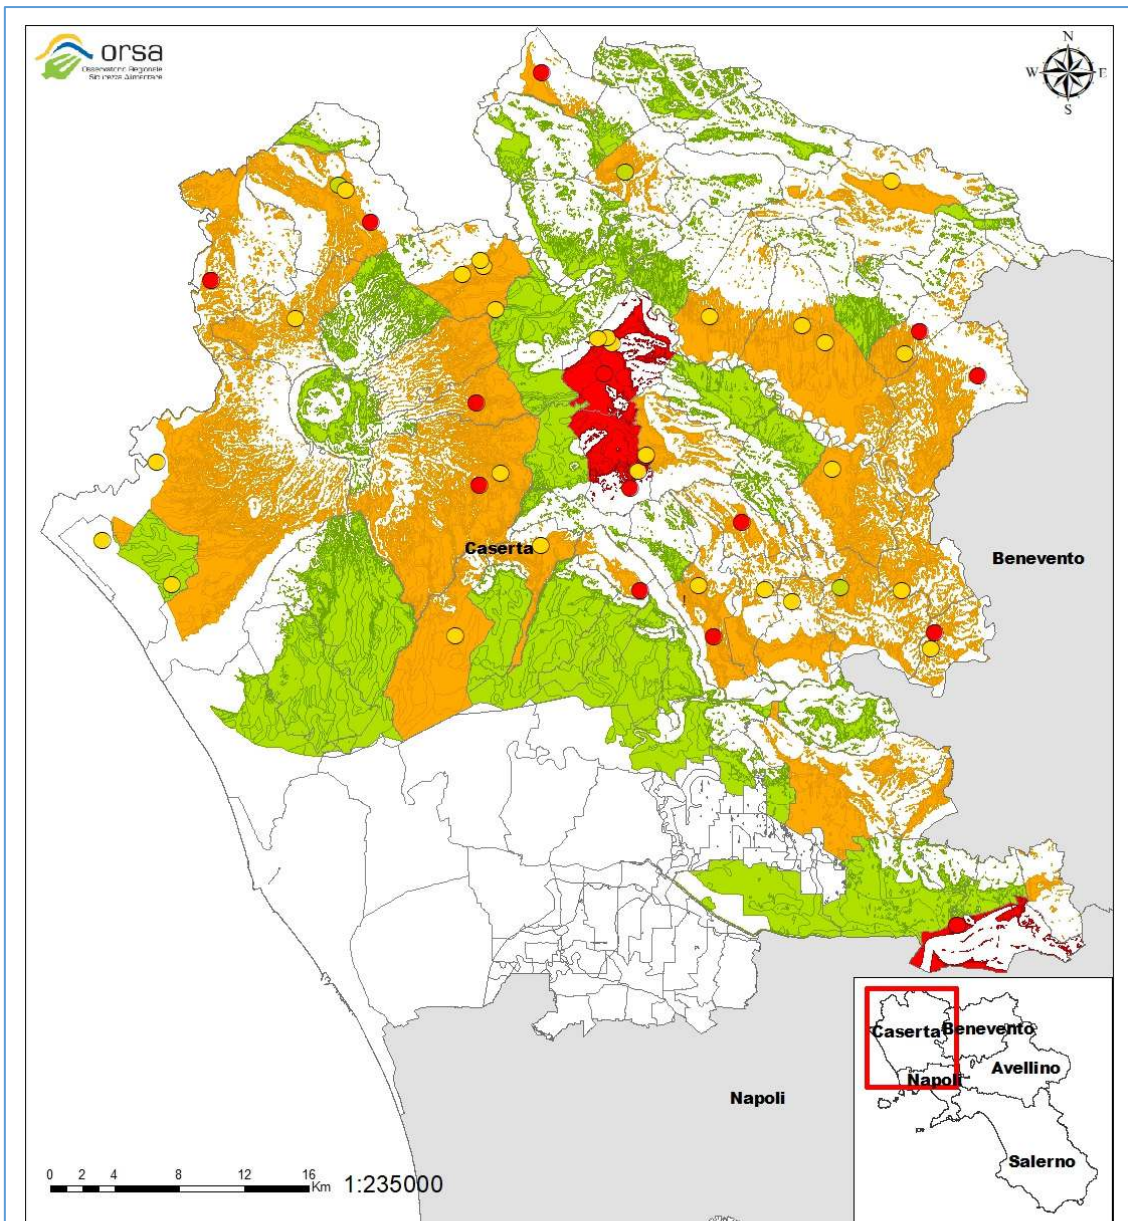 orsa
Osservatorio Regionale
Sicurezza Alimentare
N
W E
S
Caserta
Benevento
Napoli
0 2 4 8 12 16
Km 1:235000
Caserta Benevento
Avellino
Napoli
Salerno